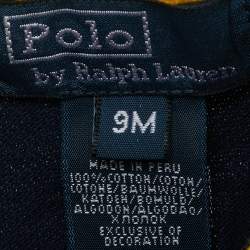 Polo
by Ralph Lauren
9M
MADE IN PERU
100% COTTON/COTON/
COTONE/BAUMWOLLE/
KATOEN/BOMULD/
ALGODON/ALGODÃO/
ХЛОПОК
EXCLUSIVE OF
DECORATION